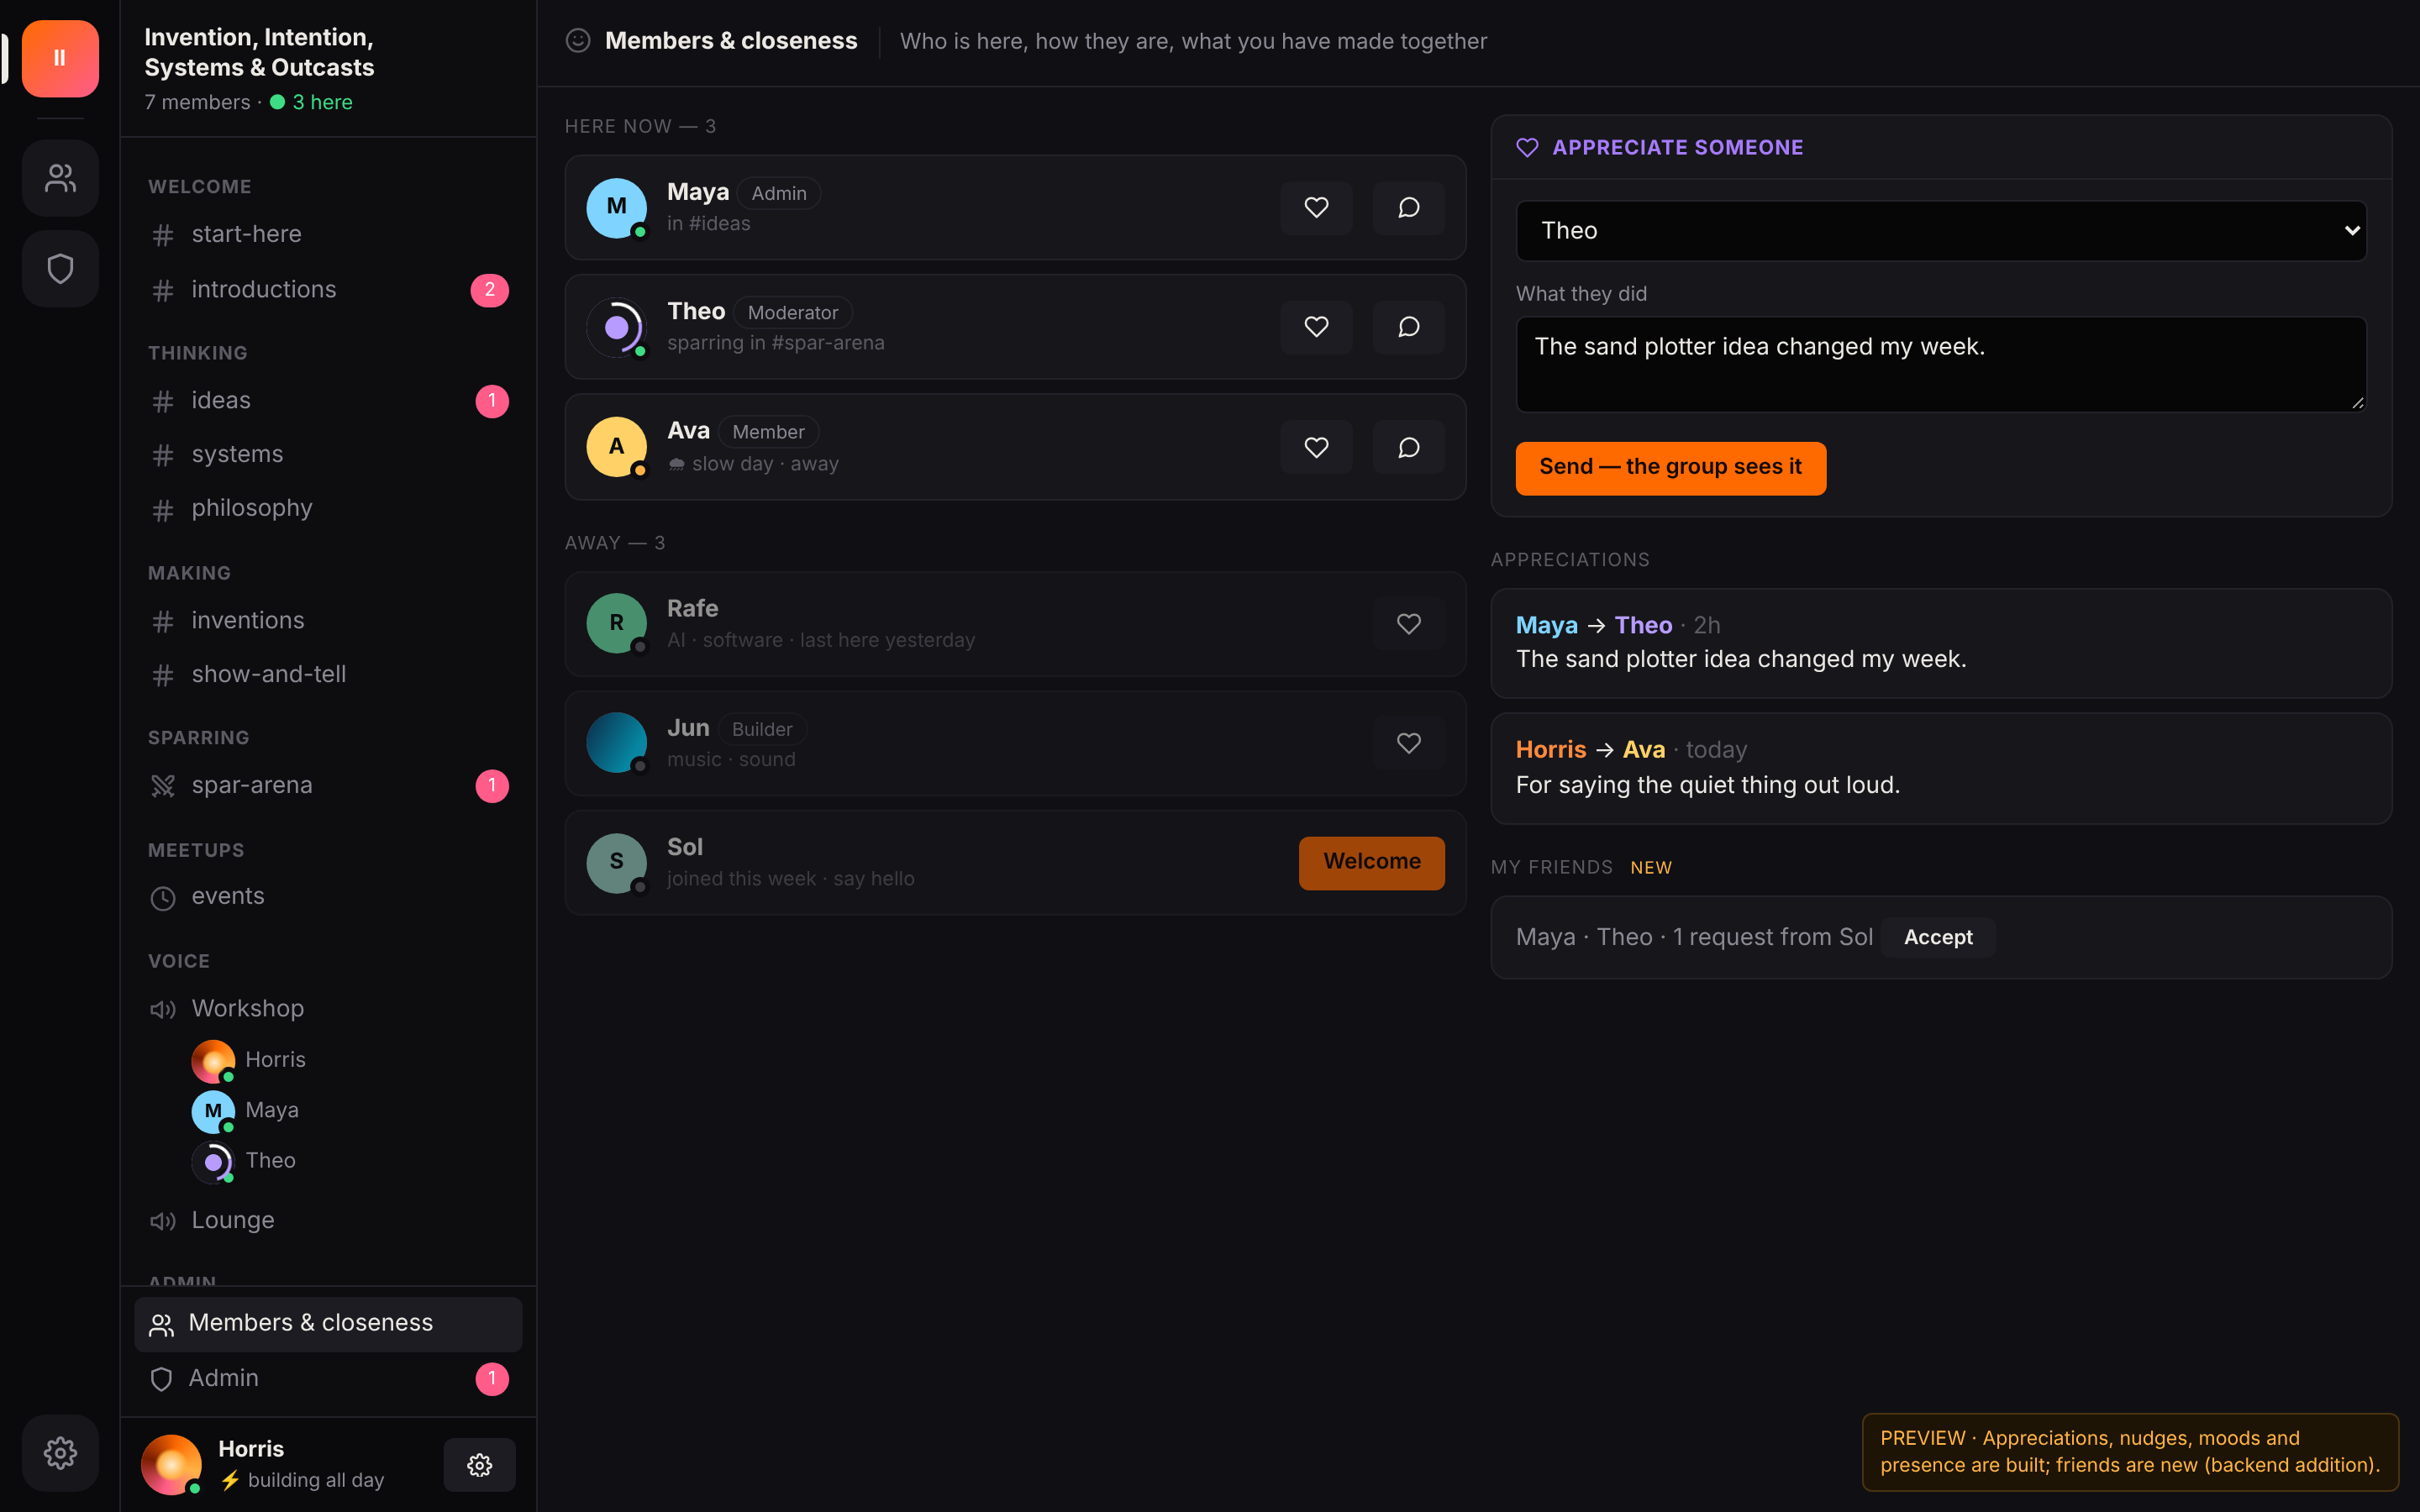 II
Invention, Intention,
Systems & Outcasts
7 members · 3 here
WELCOME
start-here
introductions 2
THINKING
ideas 1
systems
philosophy
MAKING
inventions
show-and-tell
SPARRING
spar-arena 1
MEETUPS
events
VOICE
Workshop
Horris
M Maya
Theo
Lounge
ADMIN
Members & closeness
Admin 1
Horris
⚡ building all day
Members & closeness Who is here, how they are, what you have made together
HERE NOW — 3
M Maya Admin
in #ideas
Theo Moderator
sparring in #spar-arena
A Ava Member
🌧 slow day · away
AWAY — 3
R Rafe
AI · software · last here yesterday
Jun Builder
music · sound
S Sol
joined this week · say hello
Welcome
APPRECIATE SOMEONE
Theo
What they did
The sand plotter idea changed my week.
Send — the group sees it
APPRECIATIONS
Maya → Theo · 2h
The sand plotter idea changed my week.
Horris → Ava · today
For saying the quiet thing out loud.
MY FRIENDS NEW
Maya · Theo · 1 request from Sol Accept
PREVIEW · Appreciations, nudges, moods and
presence are built; friends are new (backend addition).